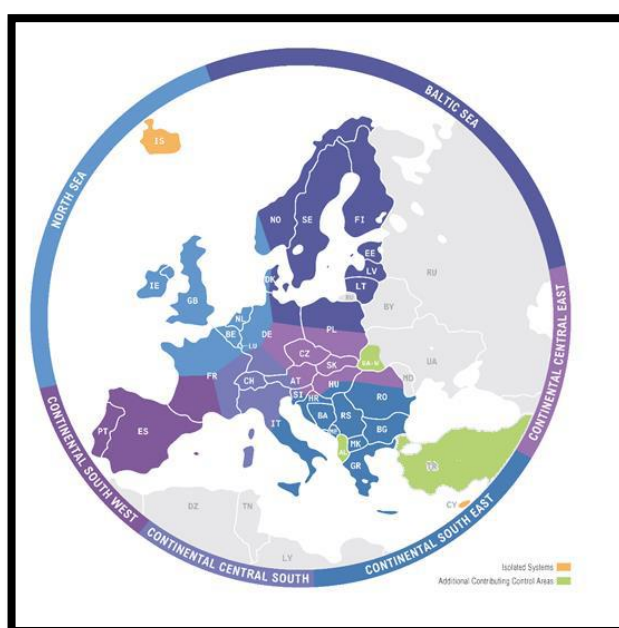 BALTIC SEA
NORTH SEA
IS
NO
SE
FI
EE
LV
LT
RU
RU
BY
DK
IE
GB
NL
BE
LU
DE
PL
UA-W
UA
CZ
SK
MD
FR
CH
AT
HU
SI
HR
RO
IT
BA
RS
BG
MK
AL
GR
PT
ES
TR
CY
DZ
TN
LY
CONTINENTAL CENTRAL EAST
CONTINENTAL SOUTH WEST
CONTINENTAL CENTRAL SOUTH
CONTINENTAL SOUTH EAST
Isolated Systems
Additional Contributing Control Areas